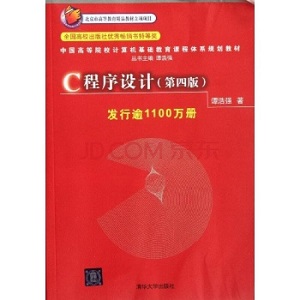 北京市高等教育精品教材立项项目
全国高校出版社优秀畅销书特等奖
中国高等院校计算机基础教育课程体系规划教材
丛书主编 谭浩强
C程序设计（第四版）
谭浩强 著
发行逾1100万册
JD.COM 京东
清华大学出版社